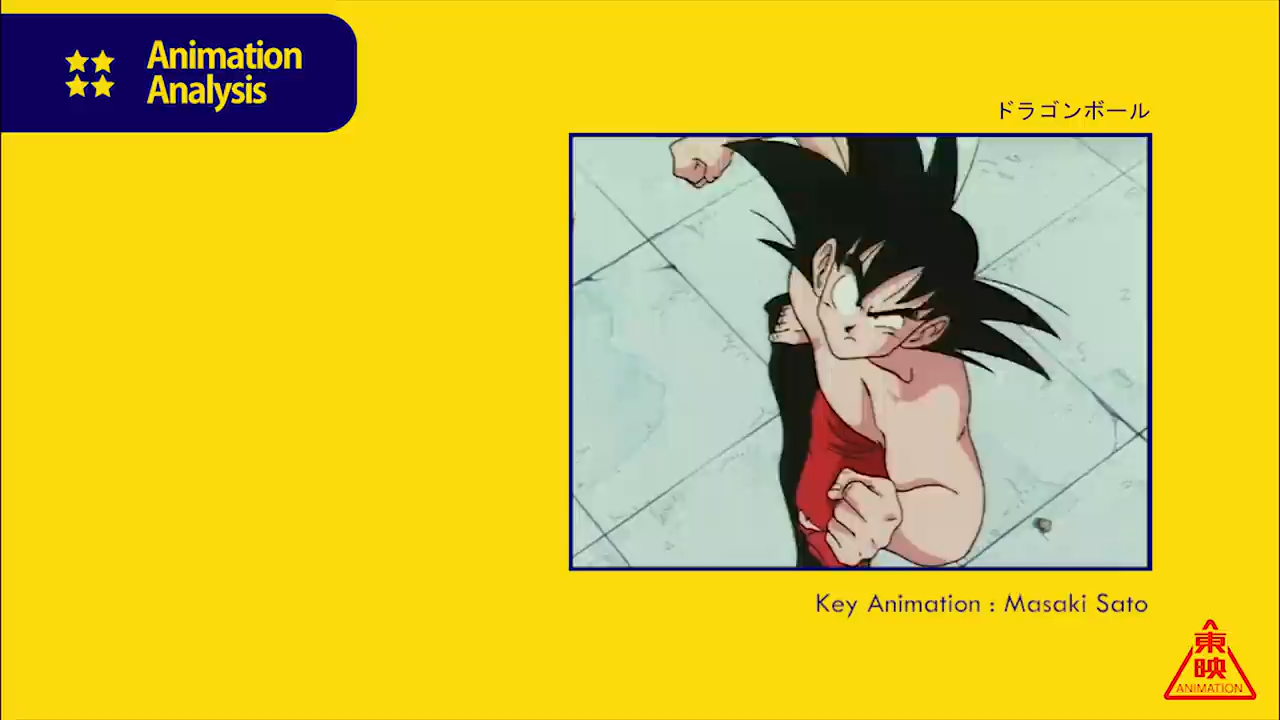 Animation
Analysis
ドラゴンボール
Key Animation : Masaki Sato
東
映
ANIMATION